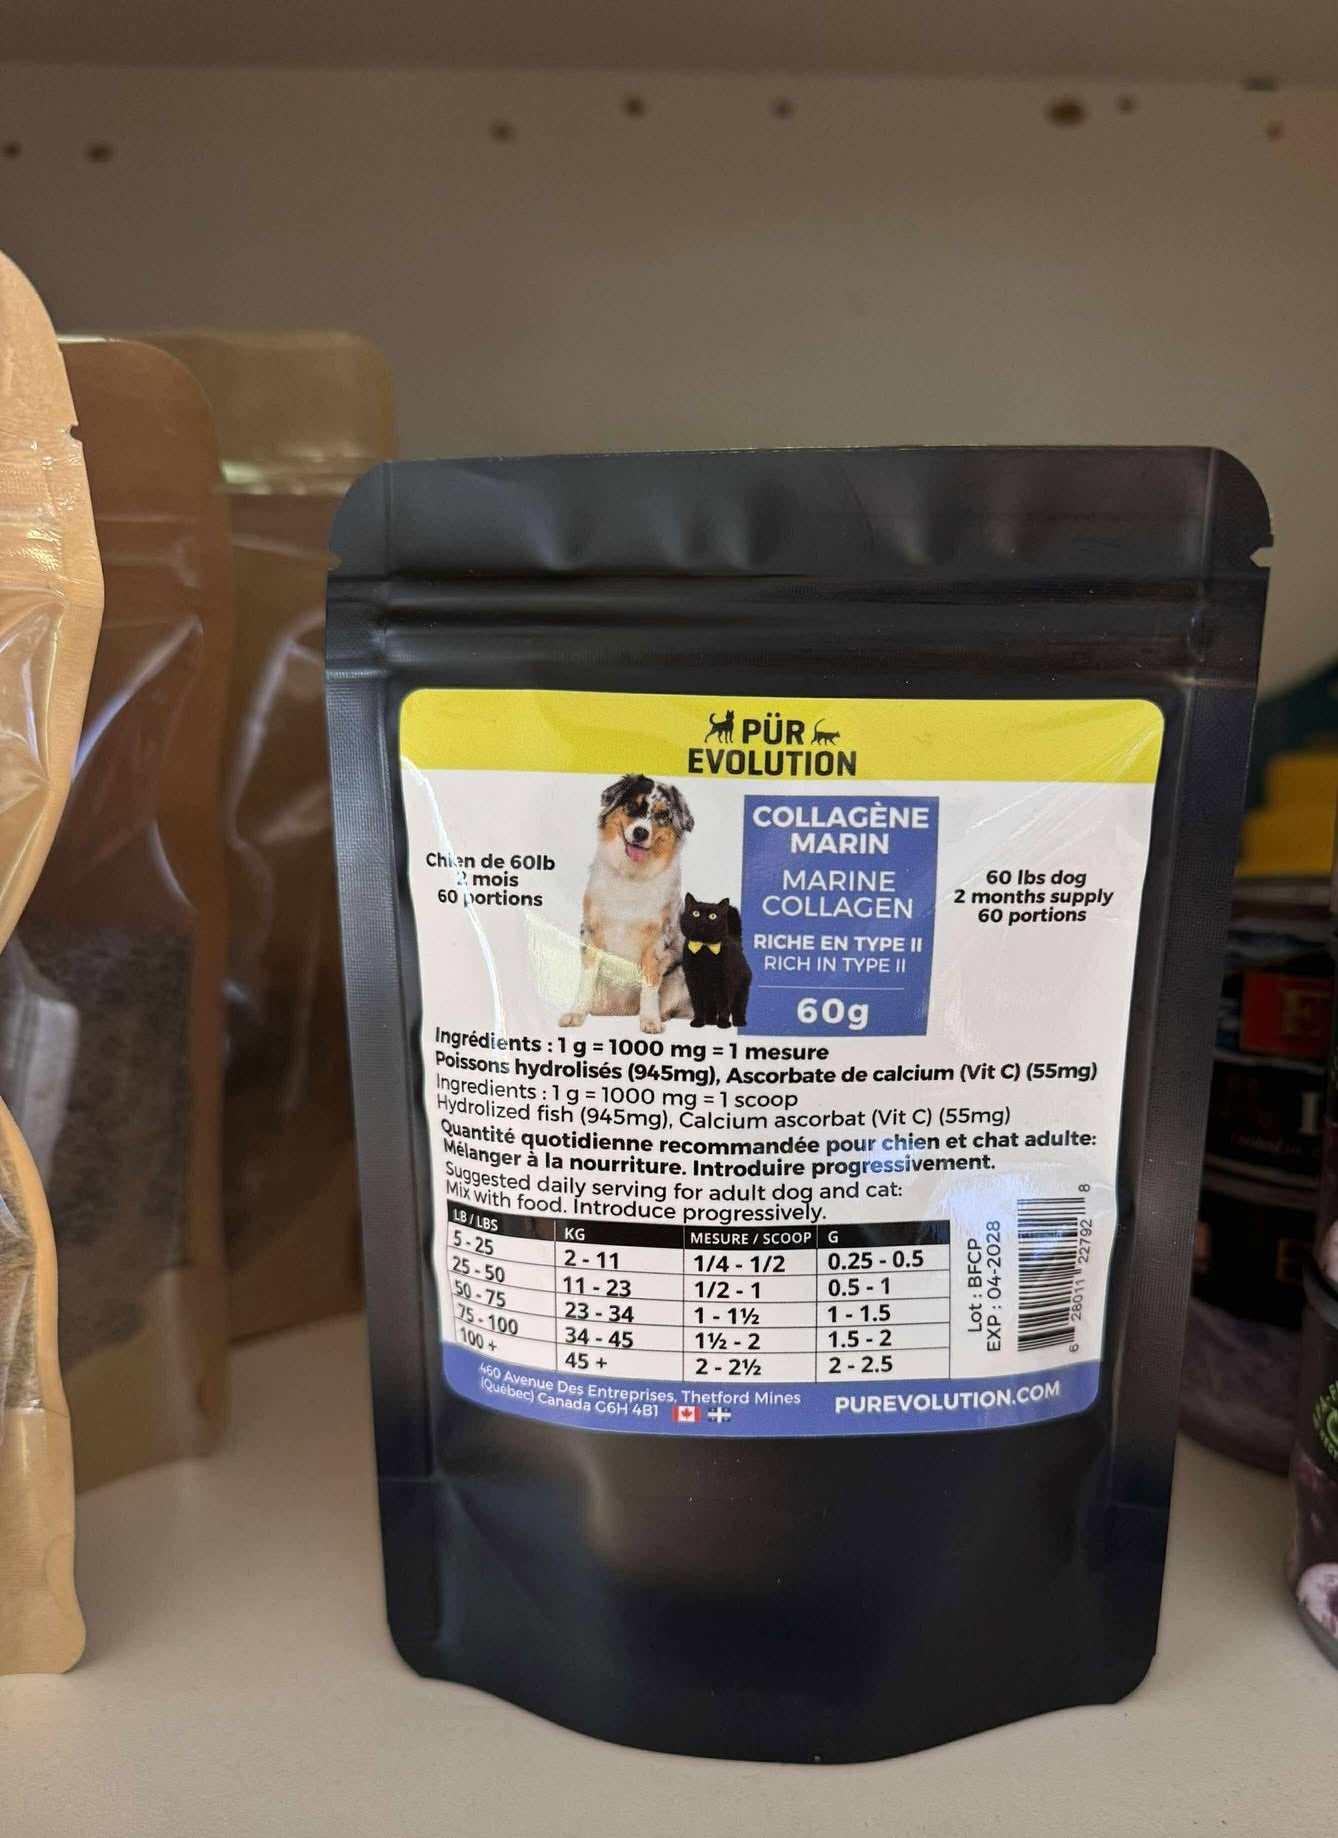 PÜR
EVOLUTION
COLLAGÈNE
MARIN
MARINE
COLLAGEN
RICHE EN TYPE II
RICH IN TYPE II
60g
Chien de 60lb
2 mois
60 portions
60 lbs dog
2 months supply
60 portions
Ingrédients : 1 g = 1000 mg = 1 mesure
Poissons hydrolisés (945mg), Ascorbate de calcium (Vit C) (55mg)
Ingredients : 1 g = 1000 mg = 1 scoop
Hydrolized fish (945mg), Calcium ascorbat (Vit C) (55mg)
Quantité quotidienne recommandée pour chien et chat adulte:
Mélanger à la nourriture. Introduire progressivement.
Suggested daily serving for adult dog and cat:
Mix with food. Introduce progressively.
LB / LBS KG MESURE / SCOOP G
5 - 25 2 - 11 1/4 - 1/2 0.25 - 0.5
25 - 50 11 - 23 1/2 - 1 0.5 - 1
50 - 75 23 - 34 1 - 1½ 1 - 1.5
75 - 100 34 - 45 1½ - 2 1.5 - 2
100 + 45 + 2 - 2½ 2 - 2.5
Lot : BFCP
EXP : 04-2028
6 28011 22792 8
460 Avenue Des Entreprises, Thetford Mines
(Québec) Canada G6H 4B1
PUREVOLUTION.COM